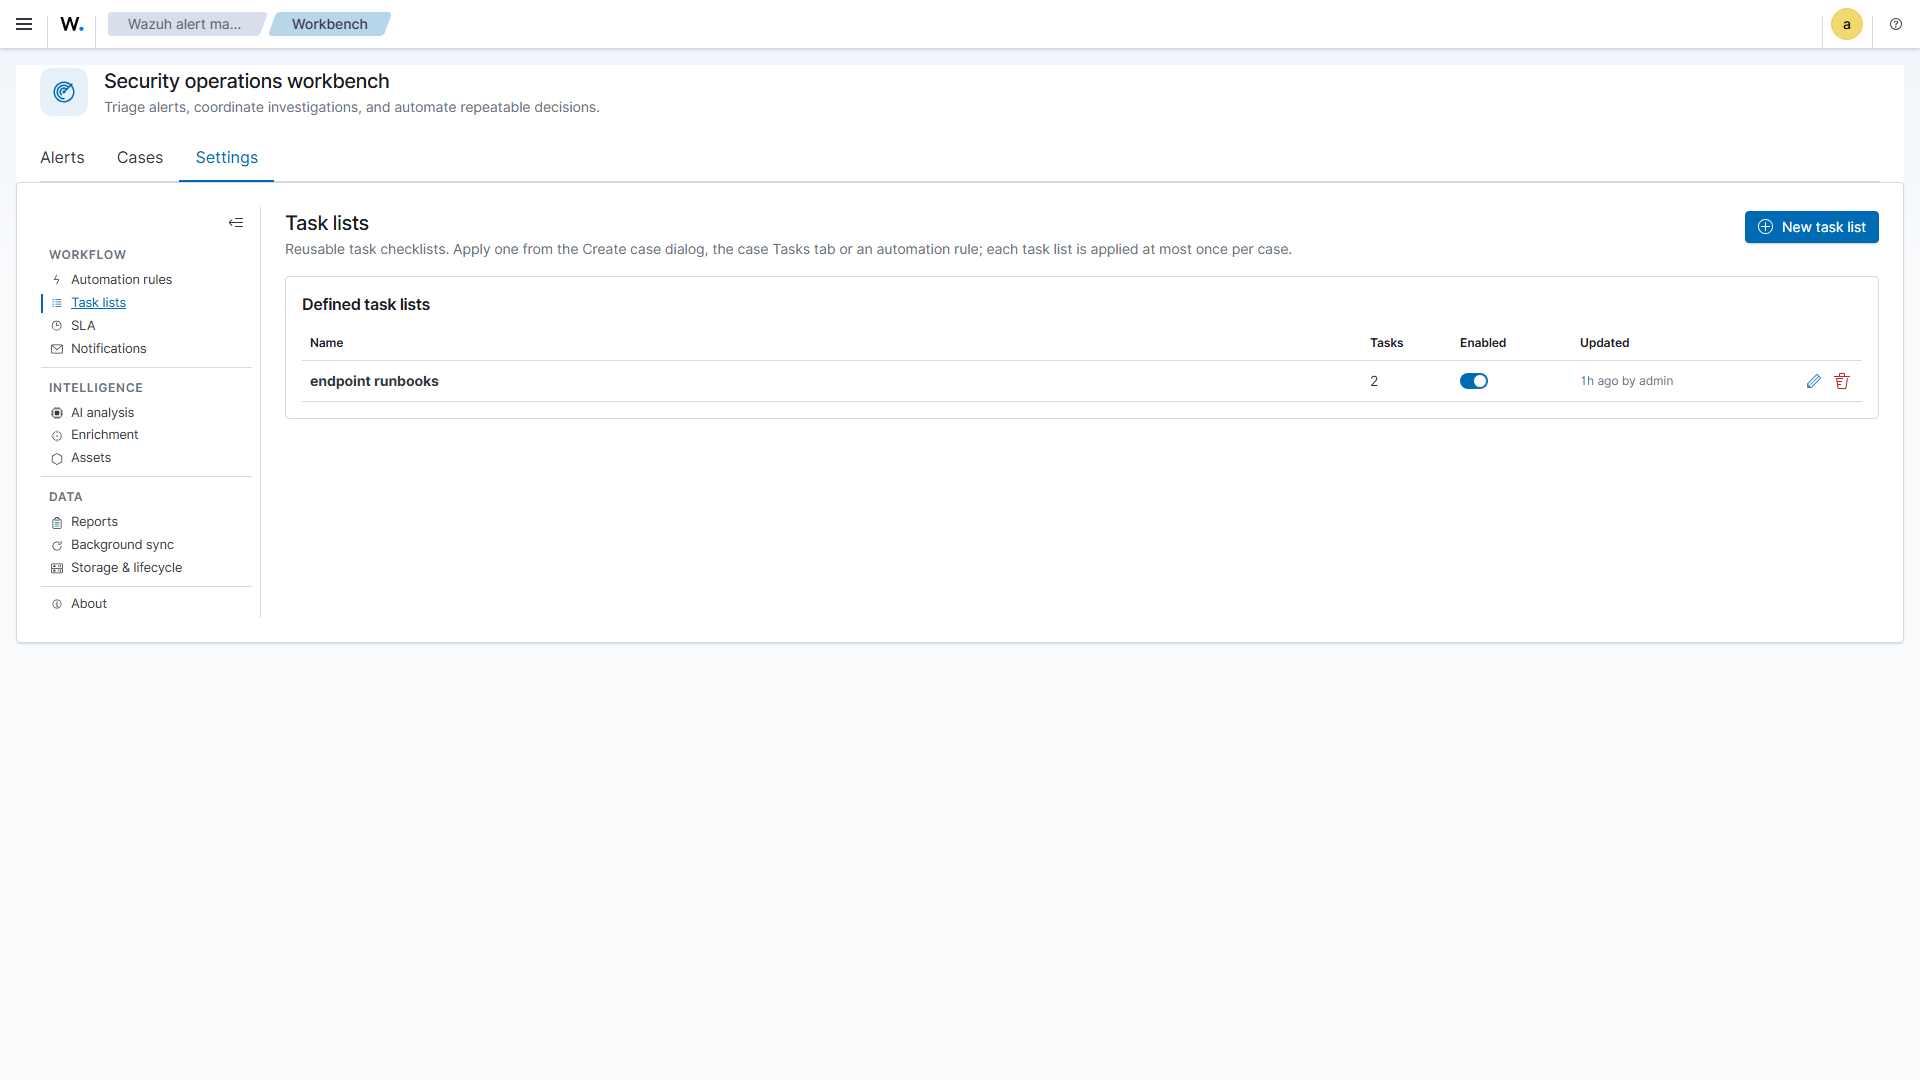 W.
Wazuh alert ma...
Workbench
a
Security operations workbench
Triage alerts, coordinate investigations, and automate repeatable decisions.
Alerts
Cases
Settings
WORKFLOW
Automation rules
Task lists
SLA
Notifications
INTELLIGENCE
AI analysis
Enrichment
Assets
DATA
Reports
Background sync
Storage & lifecycle
About
Task lists
Reusable task checklists. Apply one from the Create case dialog, the case Tasks tab or an automation rule; each task list is applied at most once per case.
New task list
Defined task lists
Name Tasks Enabled Updated
endpoint runbooks 2 1h ago by admin